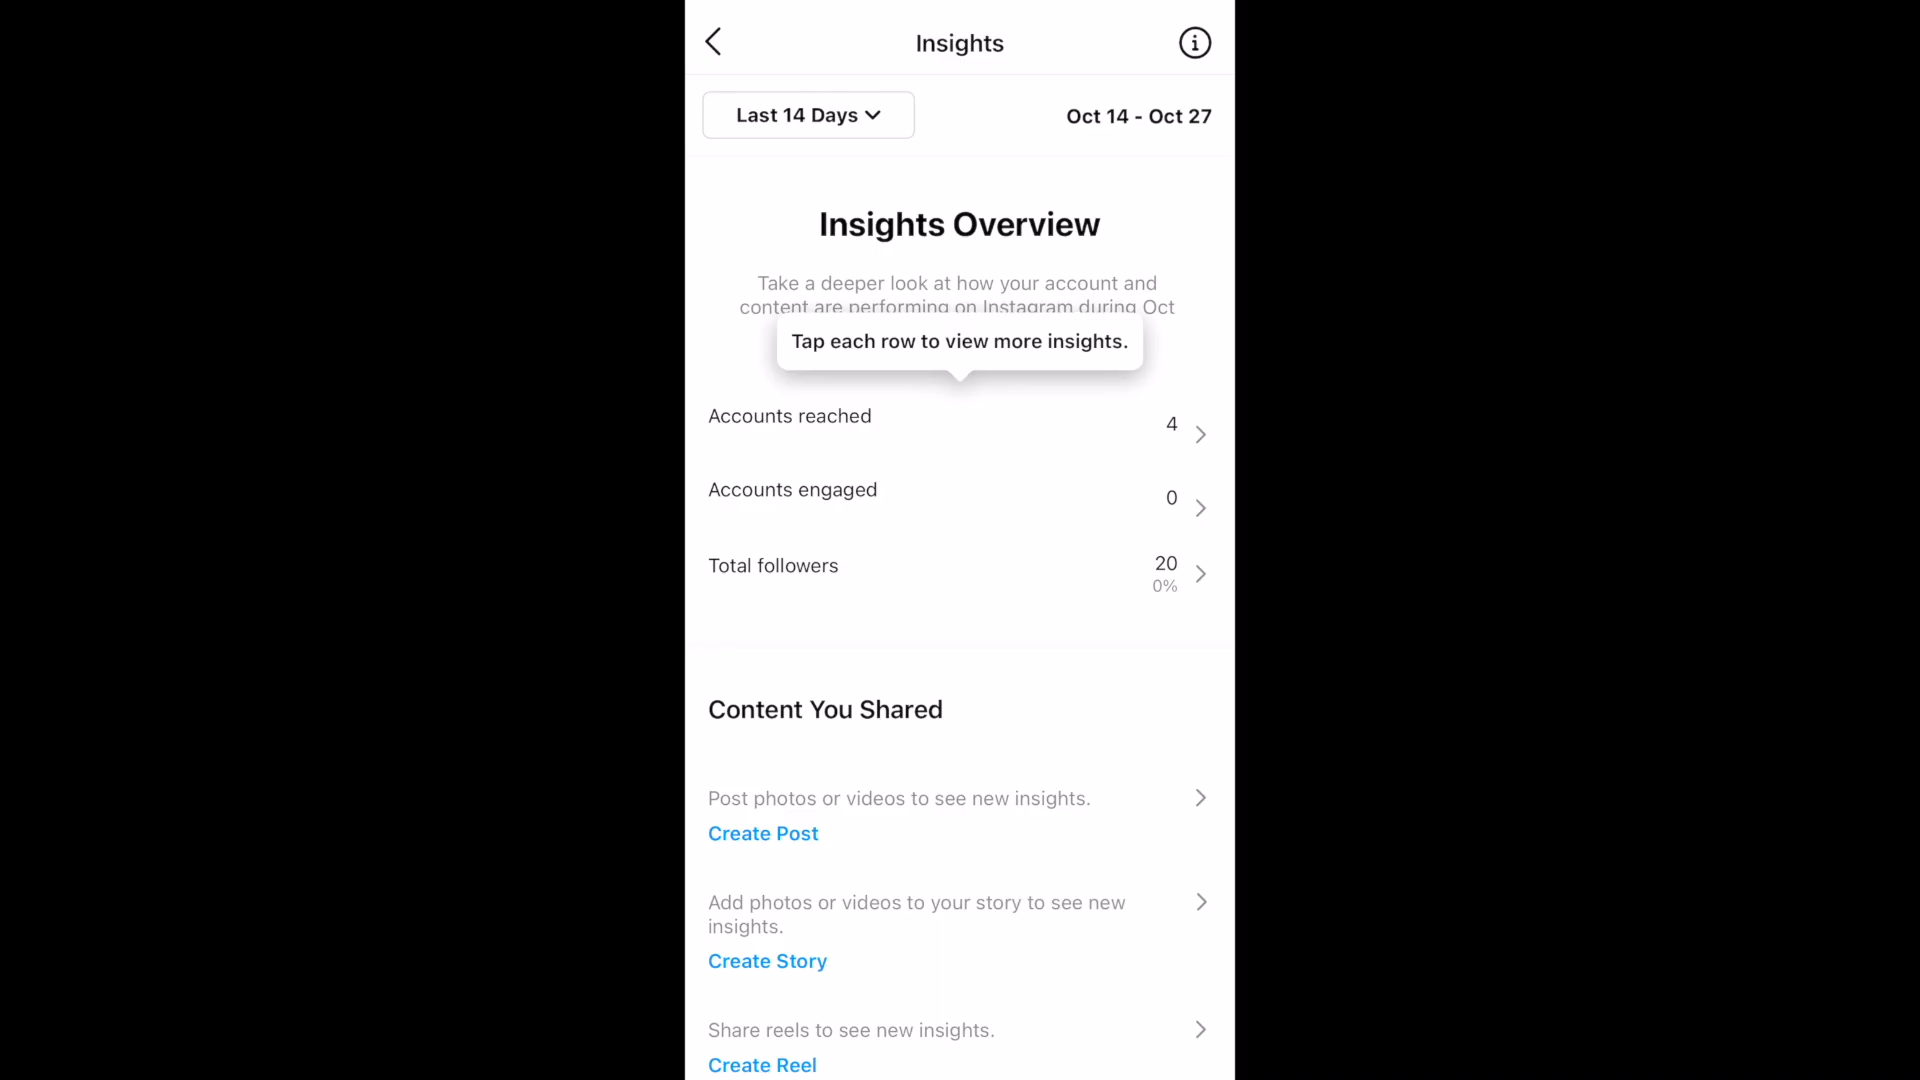 Insights
Last 14 Days
Oct 14 - Oct 27
Insights Overview
Take a deeper look at how your account and
content are performing on Instagram during Oct
Tap each row to view more insights.
Accounts reached
4
Accounts engaged
0
Total followers
20
0%
Content You Shared
Post photos or videos to see new insights.
Create Post
Add photos or videos to your story to see new
insights.
Create Story
Share reels to see new insights.
Create Reel